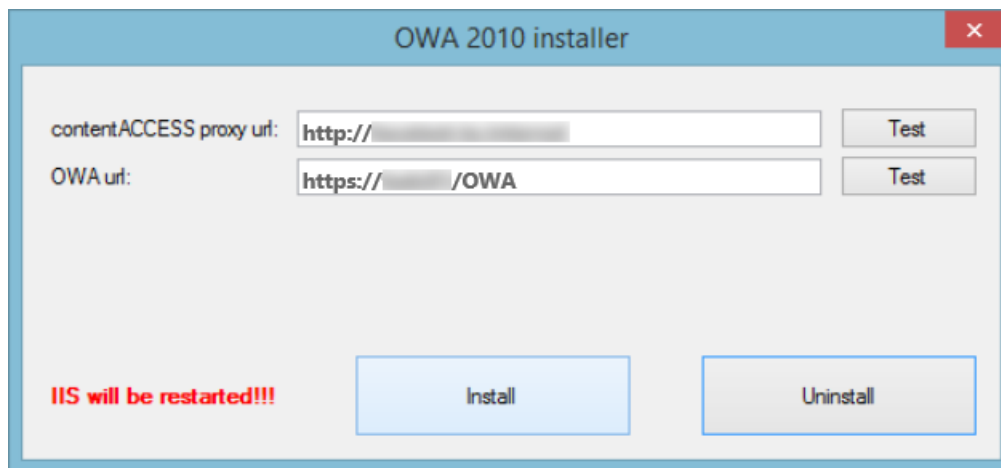 OWA 2010 installer
contentACCESS proxy url: http:// Test
OWA url: https:// /OWA Test
IIS will be restarted!!! Install Uninstall